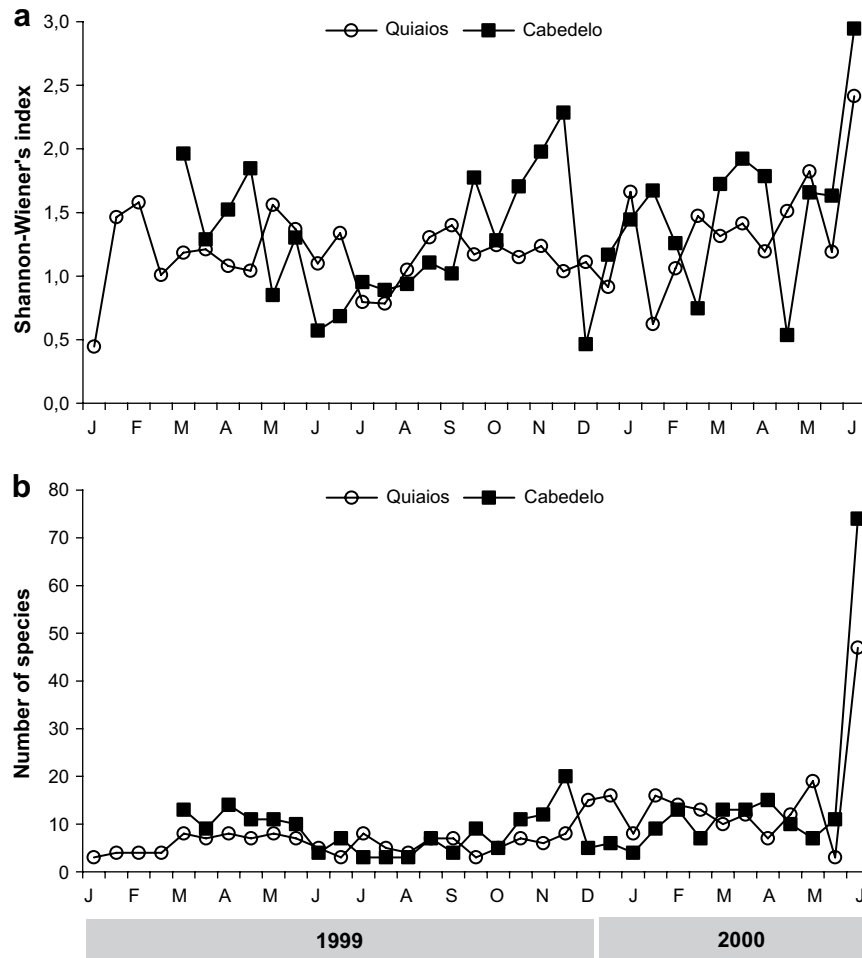 a
Quiaios Cabedelo
Shannon-Wiener's index
3,0
2,5
2,0
1,5
1,0
0,5
0,0
J F M A M J J A S O N D J F M A M J
b
Quiaios Cabedelo
Number of species
80
70
60
50
40
30
20
10
0
J F M A M J J A S O N D J F M A M J
1999 2000